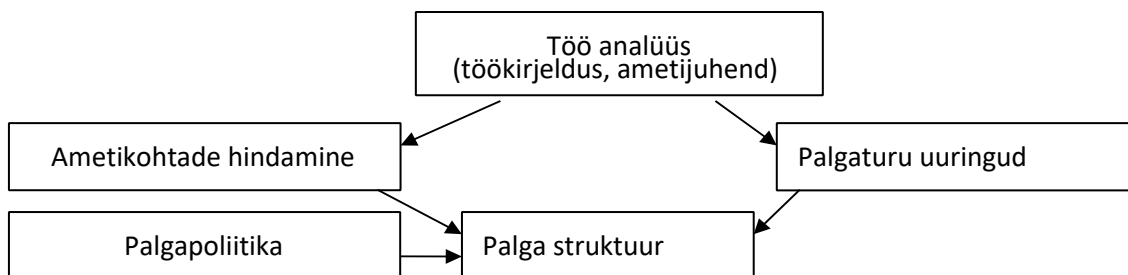 Töö analüüs
(töökirjeldus, ametijuhend)
Ametikohtade hindamine
Palgaturu uuringud
Palgapoliitika
Palga struktuur